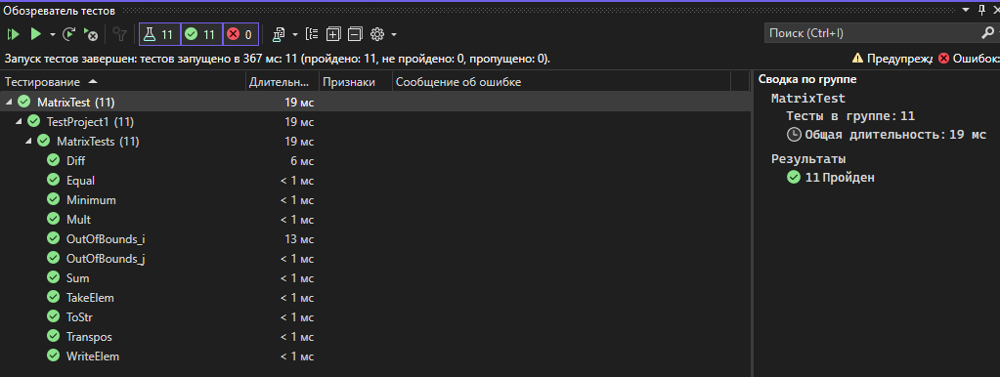 Обозреватель тестов
11 11 0
Поиск (Ctrl+I)
Запуск тестов завершен: тестов запущено в 367 мс: 11 (пройдено: 11, не пройдено: 0, пропущено: 0).
Предупрежд Ошибок:
Тестирование Длительн... Признаки Сообщение об ошибке
MatrixTest (11) 19 мс
TestProject1 (11) 19 мс
MatrixTests (11) 19 мс
Diff 6 мс
Equal < 1 мс
Minimum < 1 мс
Mult < 1 мс
OutOfBounds_i 13 мс
OutOfBounds_j < 1 мс
Sum < 1 мс
TakeElem < 1 мс
ToStr < 1 мс
Transpos < 1 мс
WriteElem < 1 мс
Сводка по группе
MatrixTest
Тесты в группе: 11
Общая длительность: 19 мс
Результаты
11 Пройден